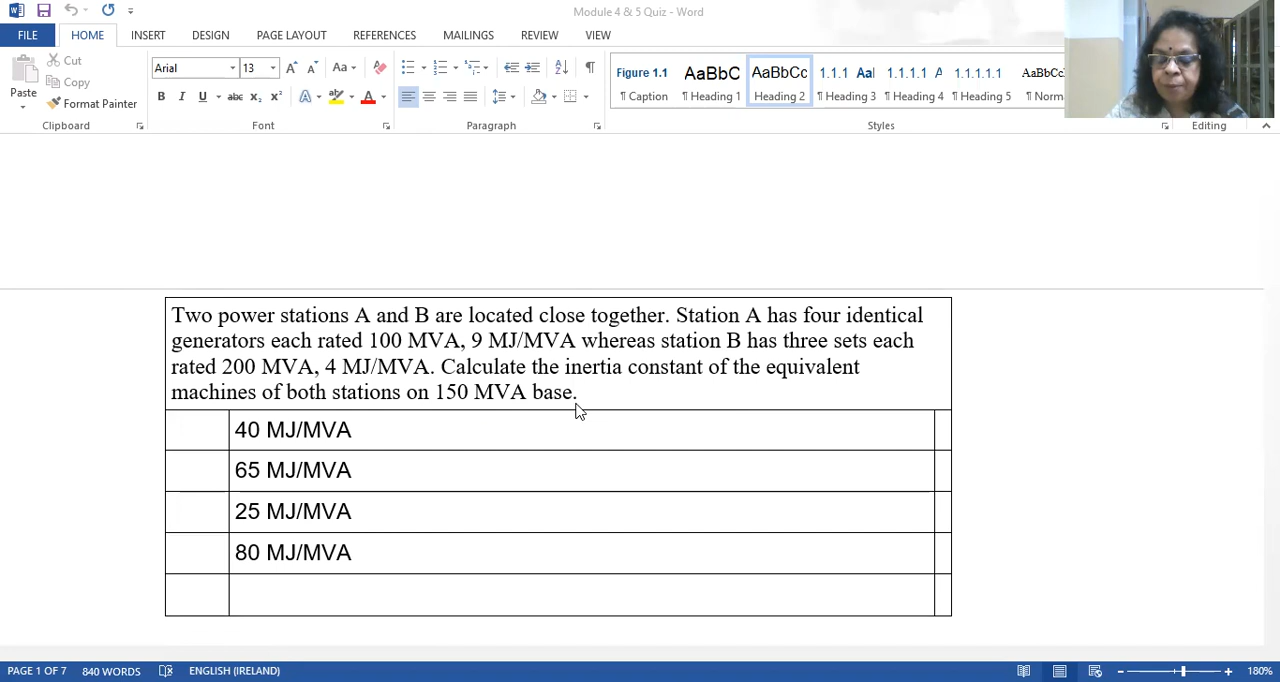 Module 4 & 5 Quiz - Word
FILE HOME INSERT DESIGN PAGE LAYOUT REFERENCES MAILINGS REVIEW VIEW
Cut
Copy
Format Painter
Paste
Arial 13
Figure 1.1 AaBbC AaBbCc 1.1.1 Aal 1.1.1.1 A 1.1.1.1.1 AaBbCc
¶ Caption ¶ Heading 1 Heading 2 ¶ Heading 3 ¶ Heading 4 ¶ Heading 5 ¶ Norm
Clipboard Font Paragraph Styles Editing
Two power stations A and B are located close together. Station A has four identical
generators each rated 100 MVA, 9 MJ/MVA whereas station B has three sets each
rated 200 MVA, 4 MJ/MVA. Calculate the inertia constant of the equivalent
machines of both stations on 150 MVA base.
40 MJ/MVA
65 MJ/MVA
25 MJ/MVA
80 MJ/MVA
PAGE 1 OF 7 840 WORDS ENGLISH (IRELAND) 180%